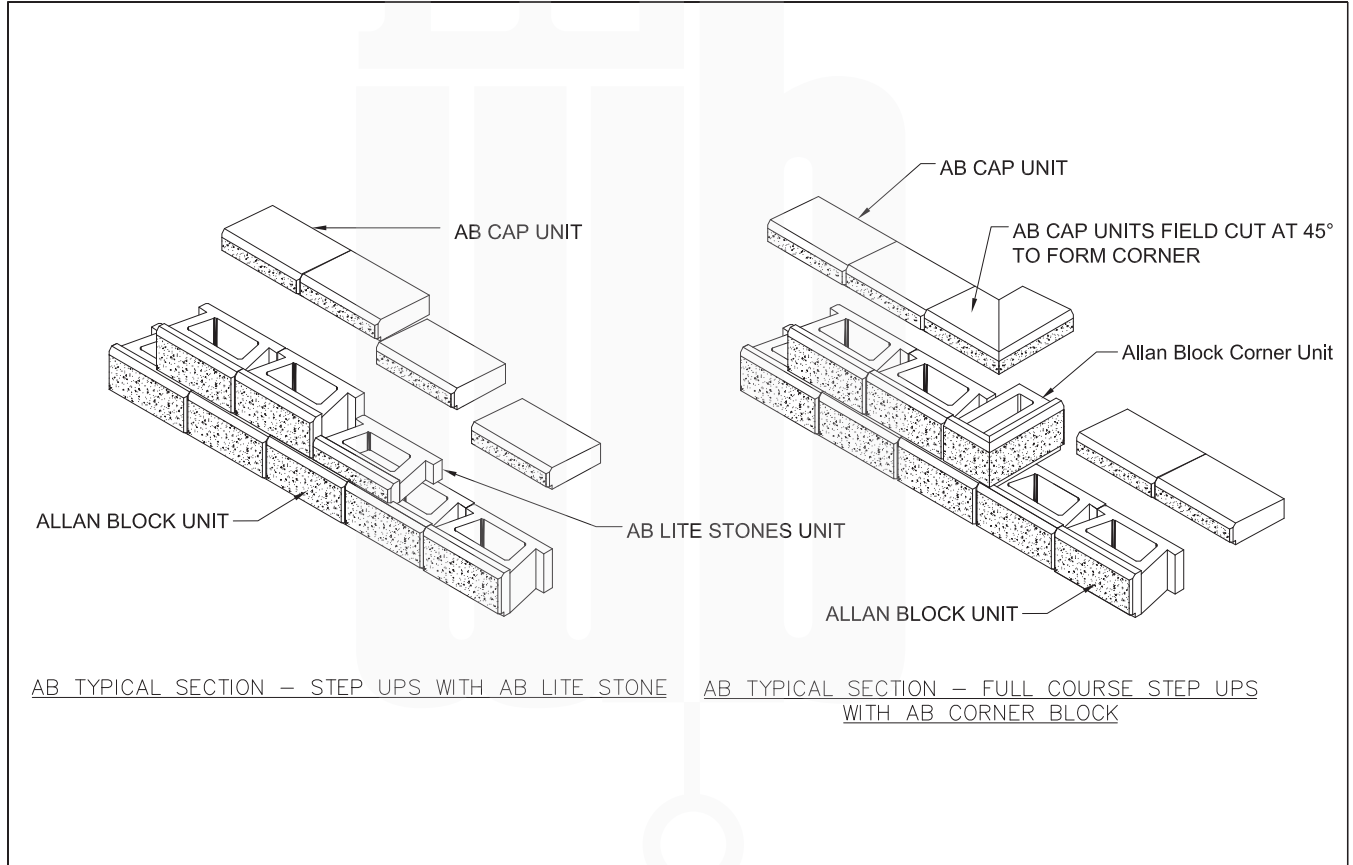 AB CAP UNIT
ALLAN BLOCK UNIT
AB LITE STONES UNIT
AB TYPICAL SECTION – STEP UPS WITH AB LITE STONE
AB CAP UNIT
AB CAP UNITS FIELD CUT AT 45°
TO FORM CORNER
Allan Block Corner Unit
ALLAN BLOCK UNIT
AB TYPICAL SECTION – FULL COURSE STEP UPS
WITH AB CORNER BLOCK